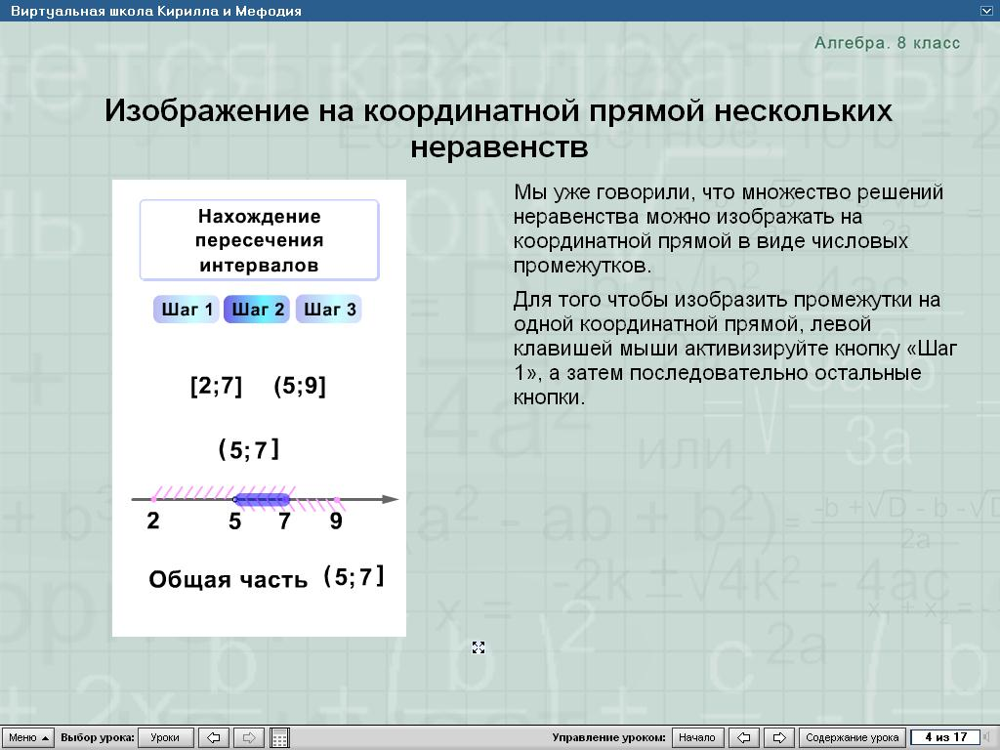 Виртуальная школа Кирилла и Мефодия
Алгебра. 8 класс
Изображение на координатной прямой нескольких
неравенств
Нахождение
пересечения
интервалов
Шаг 1 Шаг 2 Шаг 3
[2;7] (5;9]
(5;7]
2 5 7 9
Общая часть (5;7]
Мы уже говорили, что множество решений
неравенства можно изображать на
координатной прямой в виде числовых
промежутков.
Для того чтобы изобразить промежутки на
одной координатной прямой, левой
клавишей мыши активизируйте кнопку «Шаг
1», а затем последовательно остальные
кнопки.
Меню Выбор урока: Уроки Управление уроком: Начало Содержание урока 4 из 17